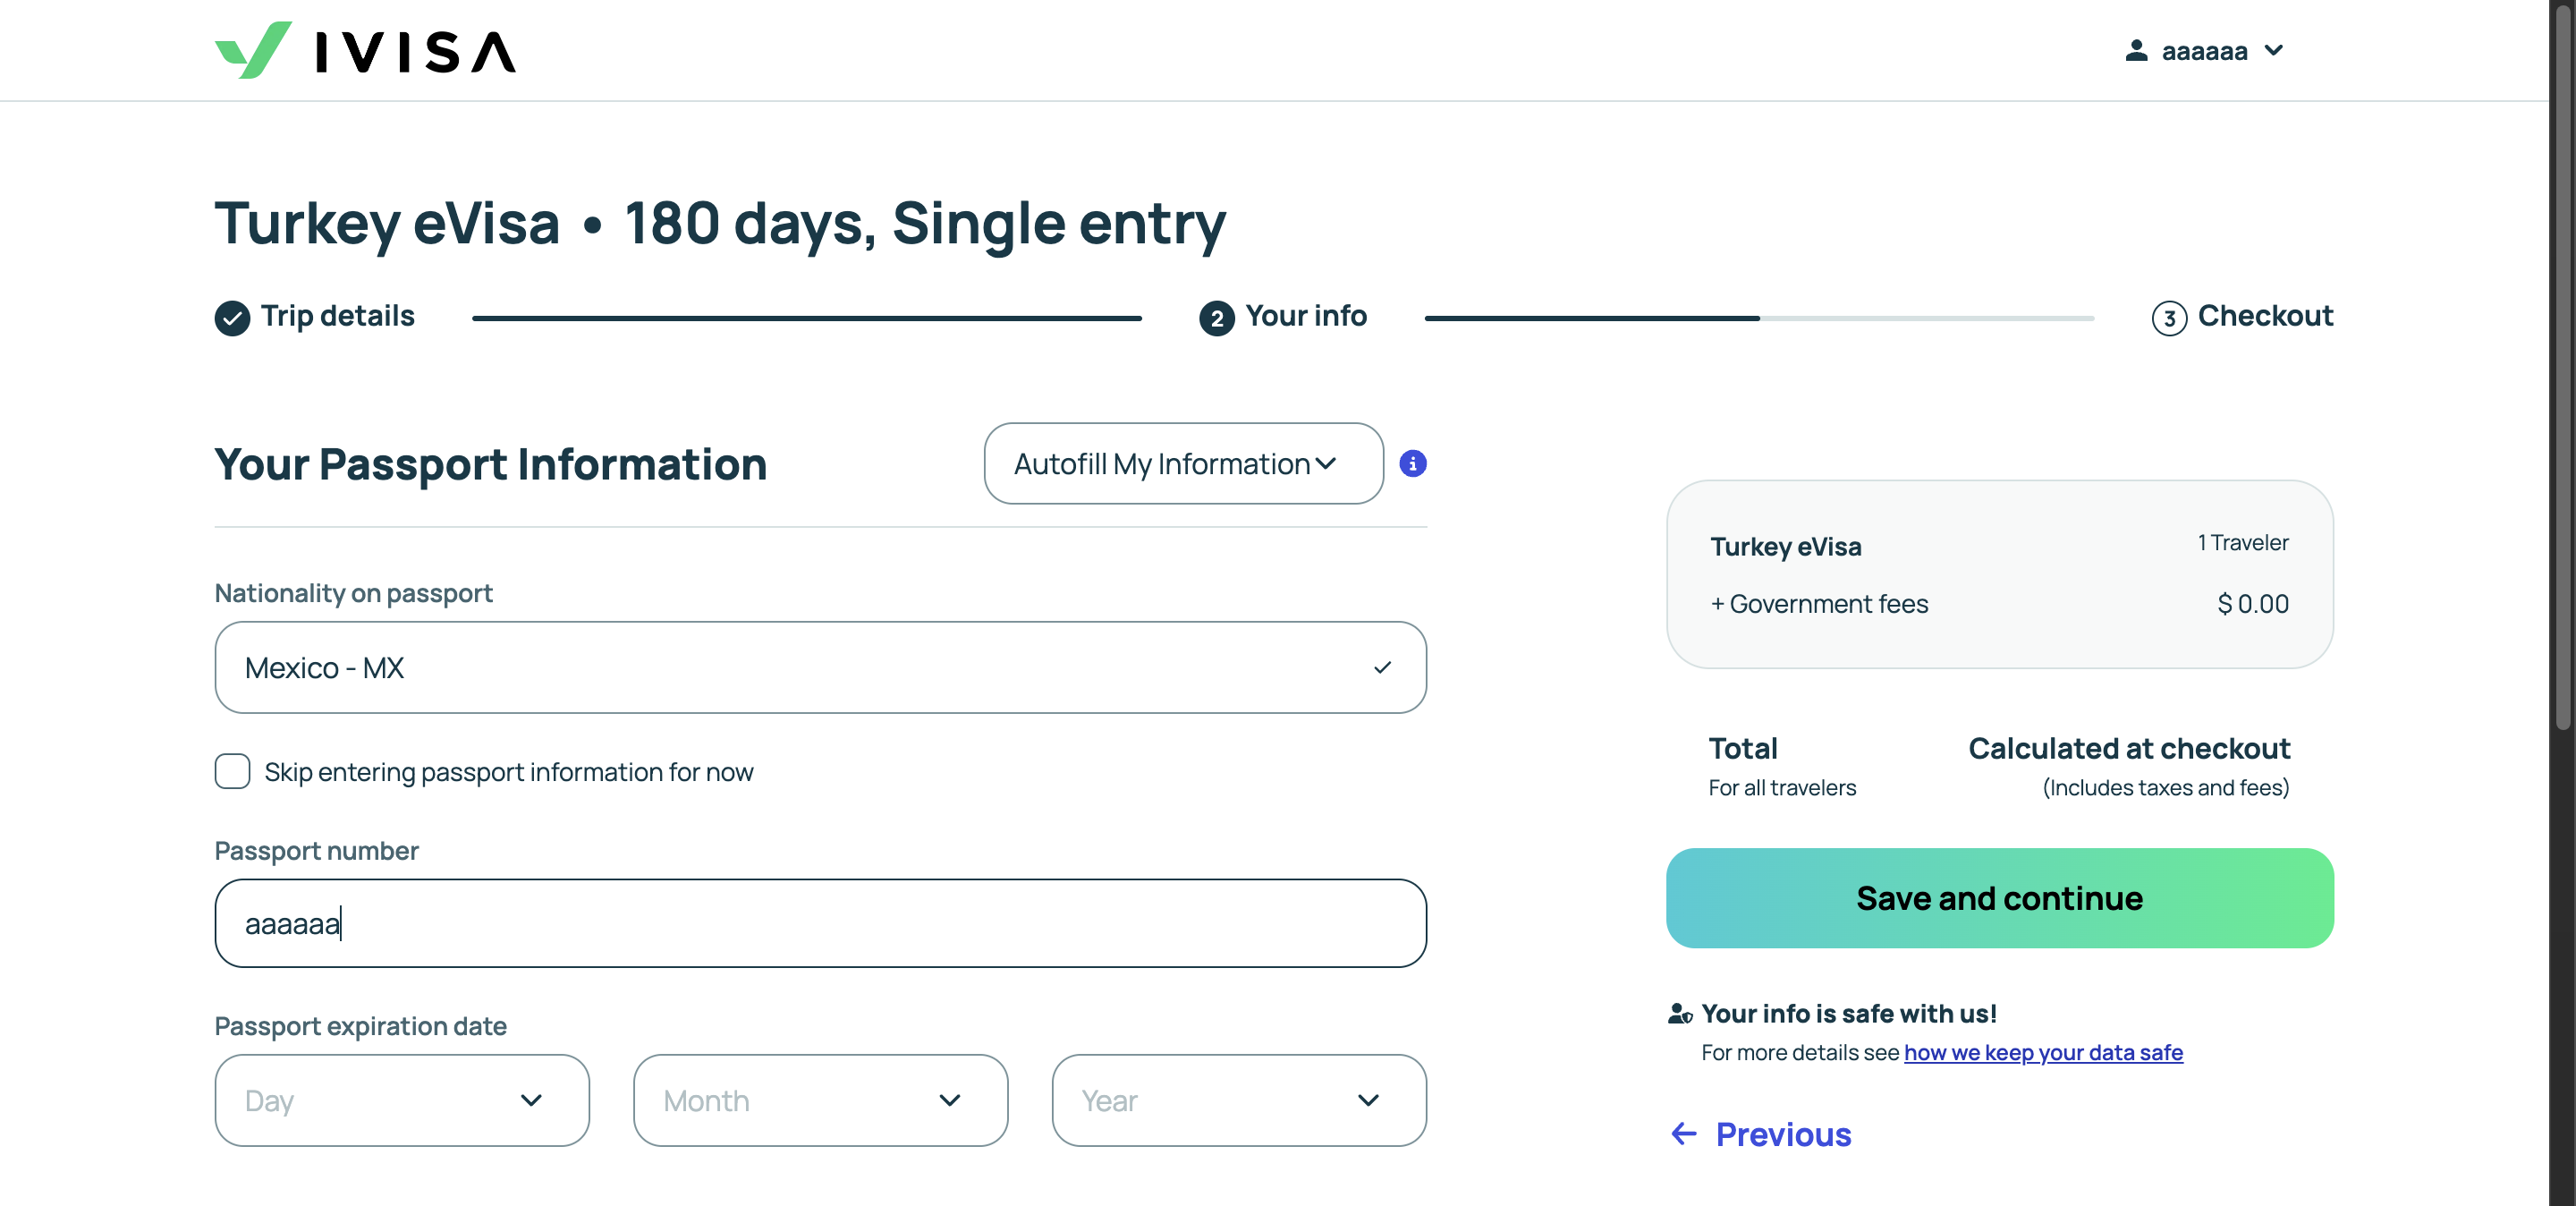 IVISA
aaaaaa
Turkey eVisa • 180 days, Single entry
Trip details
2 Your info
3 Checkout
Your Passport Information
Autofill My Information
Nationality on passport
Mexico - MX
Skip entering passport information for now
Passport number
aaaaaa
Passport expiration date
Day
Month
Year
Turkey eVisa
1 Traveler
+ Government fees
$ 0.00
Total
Calculated at checkout
For all travelers
(Includes taxes and fees)
Save and continue
Your info is safe with us!
For more details see how we keep your data safe
Previous